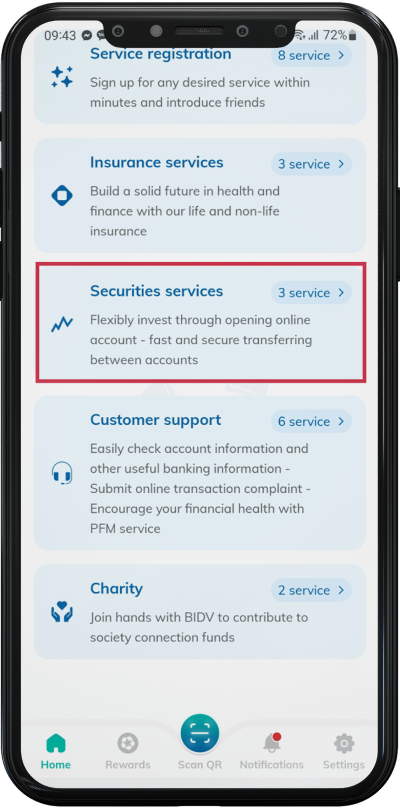 09:43
72%
Service registration
8 service >
Sign up for any desired service within
minutes and introduce friends
Insurance services
3 service >
Build a solid future in health and
finance with our life and non-life
insurance
Securities services
3 service >
Flexibly invest through opening online
account - fast and secure transferring
between accounts
Customer support
6 service >
Easily check account information and
other useful banking information -
Submit online transaction complaint -
Encourage your financial health with
PFM service
Charity
2 service >
Join hands with BIDV to contribute to
society connection funds
Home
Rewards
Scan QR
Notifications
Settings